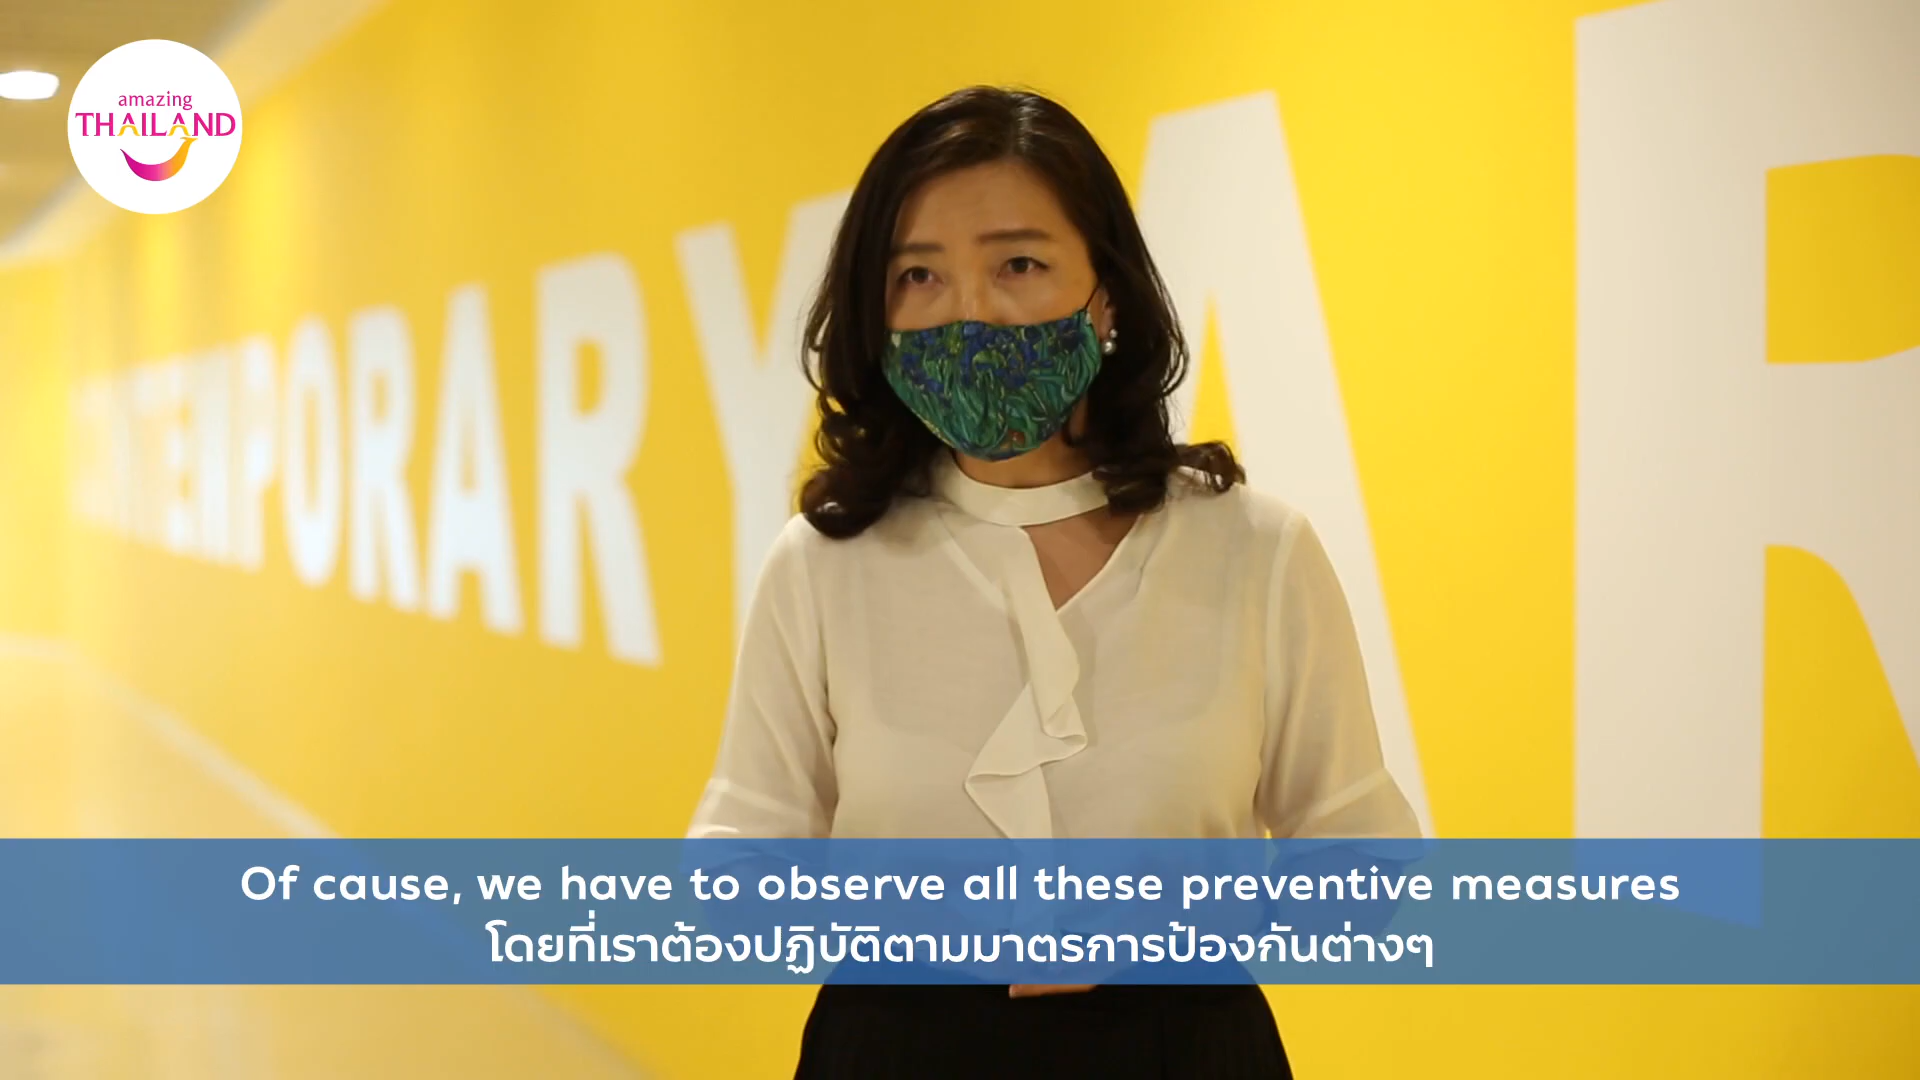 amazing
THAILAND
CONTEMPORARY AR
Of cause, we have to observe all these preventive measures
โดยที่เราต้องปฏิบัติตามมาตรการป้องกันต่างๆ